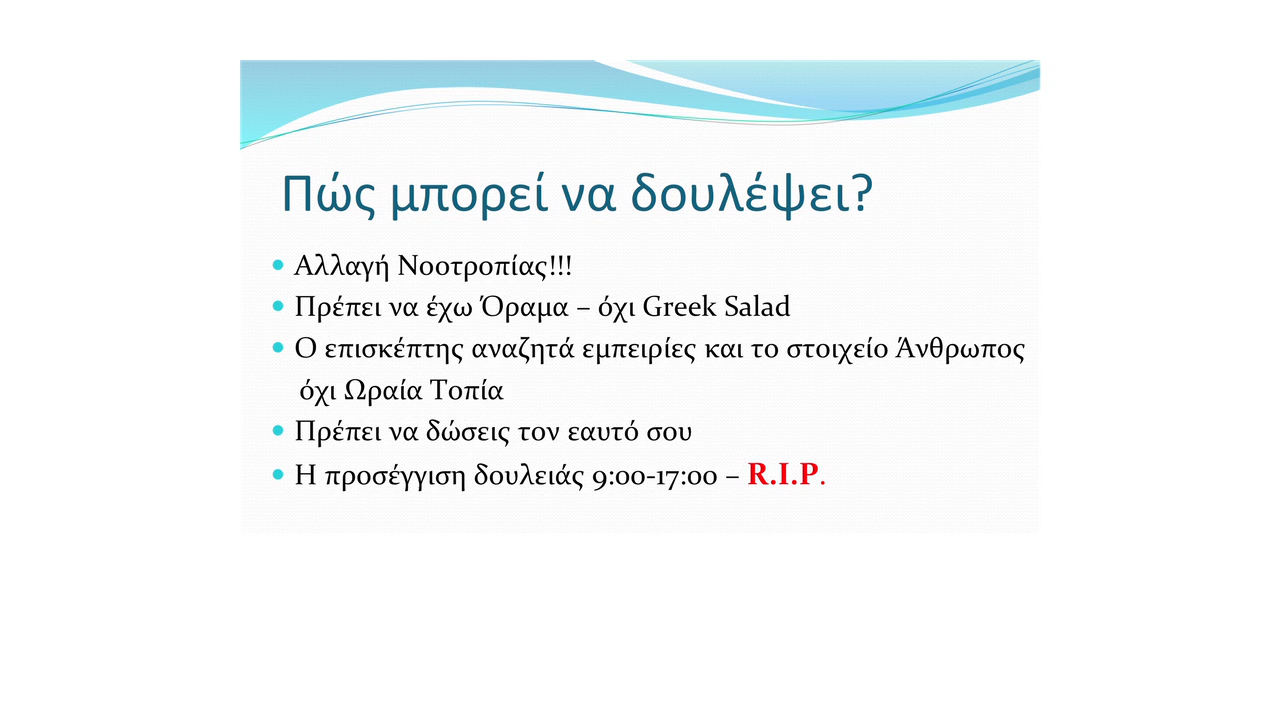 Πώς μπορεί να δουλέψει?
• Αλλαγή Νοοτροπίας!!!
• Πρέπει να έχω Όραμα – όχι Greek Salad
• Ο επισκέπτης αναζητά εμπειρίες και το στοιχείο Άνθρωπος
όχι Ωραία Τοπία
• Πρέπει να δώσεις τον εαυτό σου
• Η προσέγγιση δουλειάς 9:00-17:00 – R.I.P.